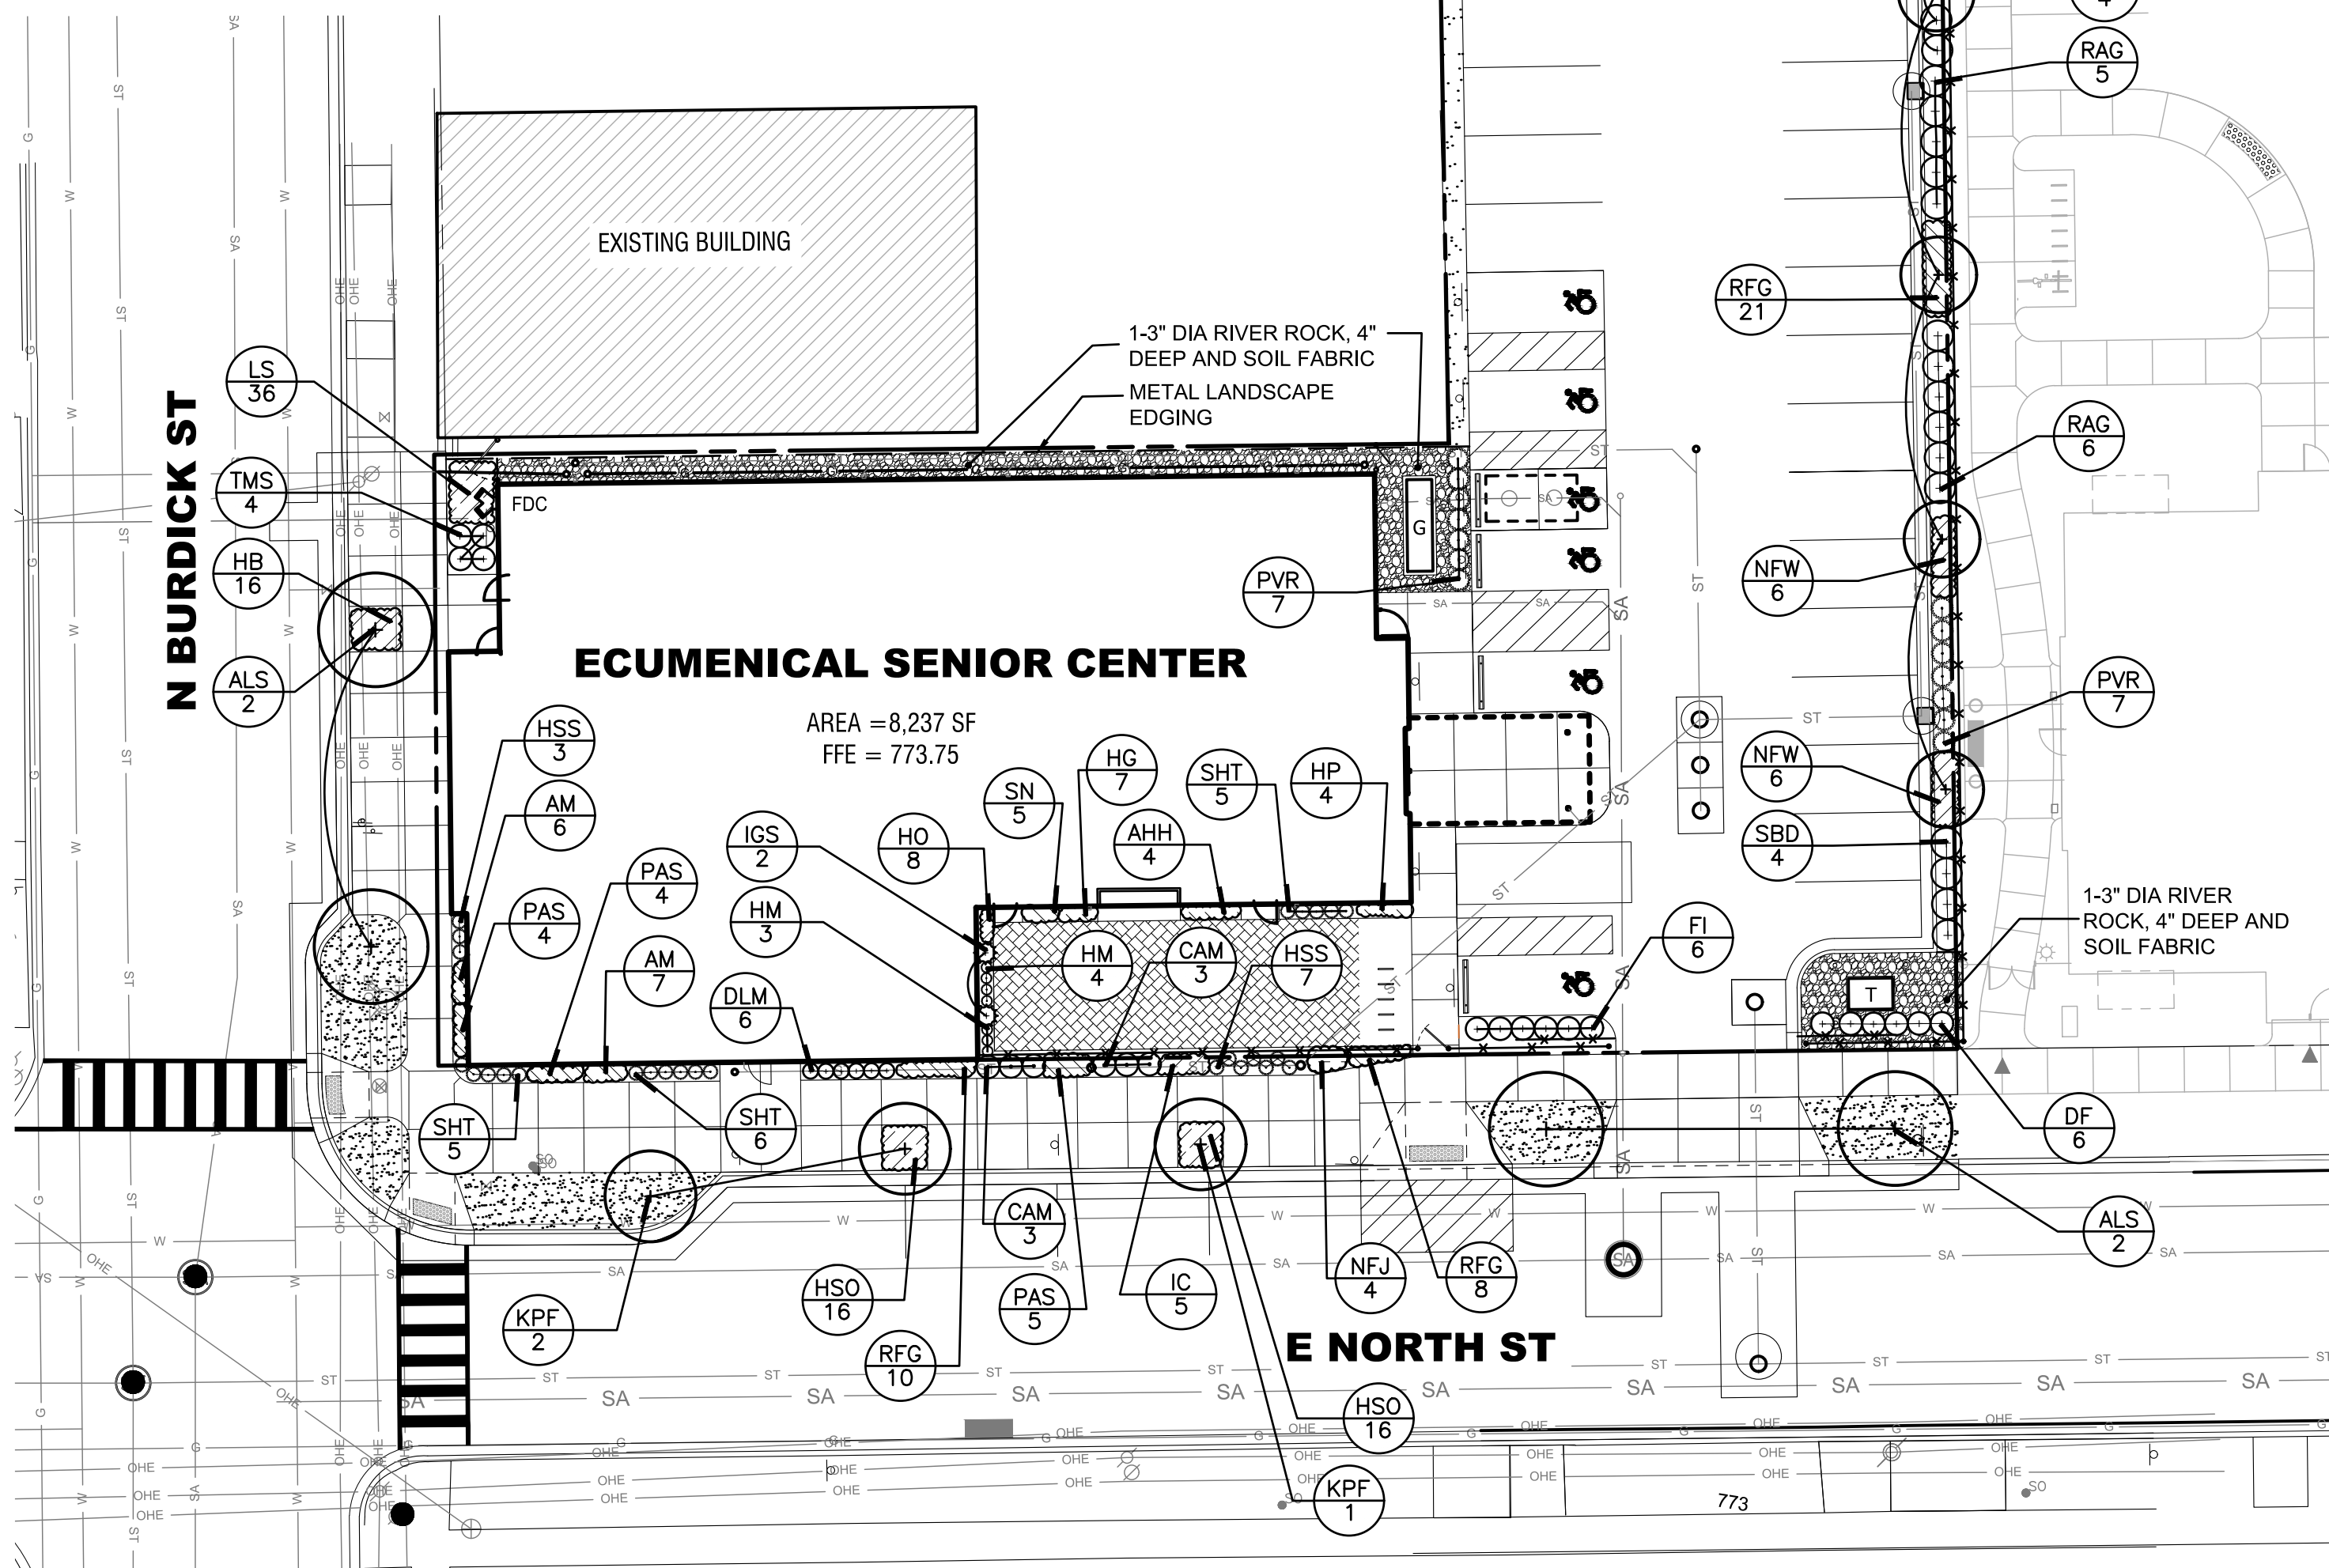 4
RAG
5
EXISTING BUILDING
RFG
21
1-3" DIA RIVER ROCK, 4"
DEEP AND SOIL FABRIC
METAL LANDSCAPE
EDGING
LS
36
RAG
6
N BURDICK ST
TMS
4
FDC
G
HB
16
PVR
7
NFW
6
ECUMENICAL SENIOR CENTER
ALS
2
PVR
7
AREA =8,237 SF
FFE = 773.75
HSS
3
HG
7
SHT
5
HP
4
NFW
6
SN
5
AM
6
IGS
2
HO
8
AHH
4
SBD
4
PAS
4
PAS
4
HM
3
1-3" DIA RIVER
ROCK, 4" DEEP AND
SOIL FABRIC
FI
6
AM
7
HM
4
CAM
3
HSS
7
DLM
6
T
SHT
5
SHT
6
DF
6
CAM
3
ALS
2
KPF
2
HSO
16
PAS
5
IC
5
NFJ
4
RFG
8
E NORTH ST
RFG
10
HSO
16
KPF
1
773
ST
SA
W
G
OHE
SO